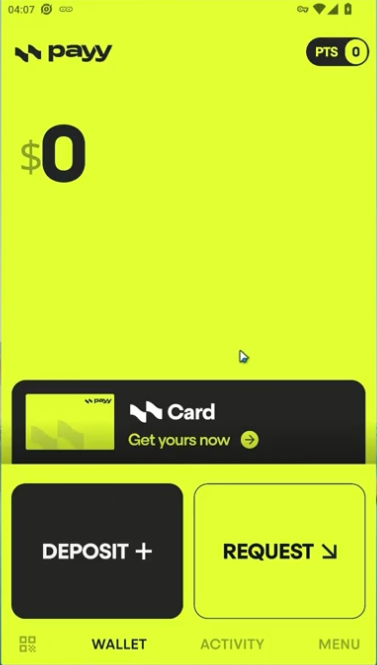 04:07
payy
PTS 0
$0
payy
Card
Get yours now
DEPOSIT +
REQUEST
WALLET
ACTIVITY
MENU